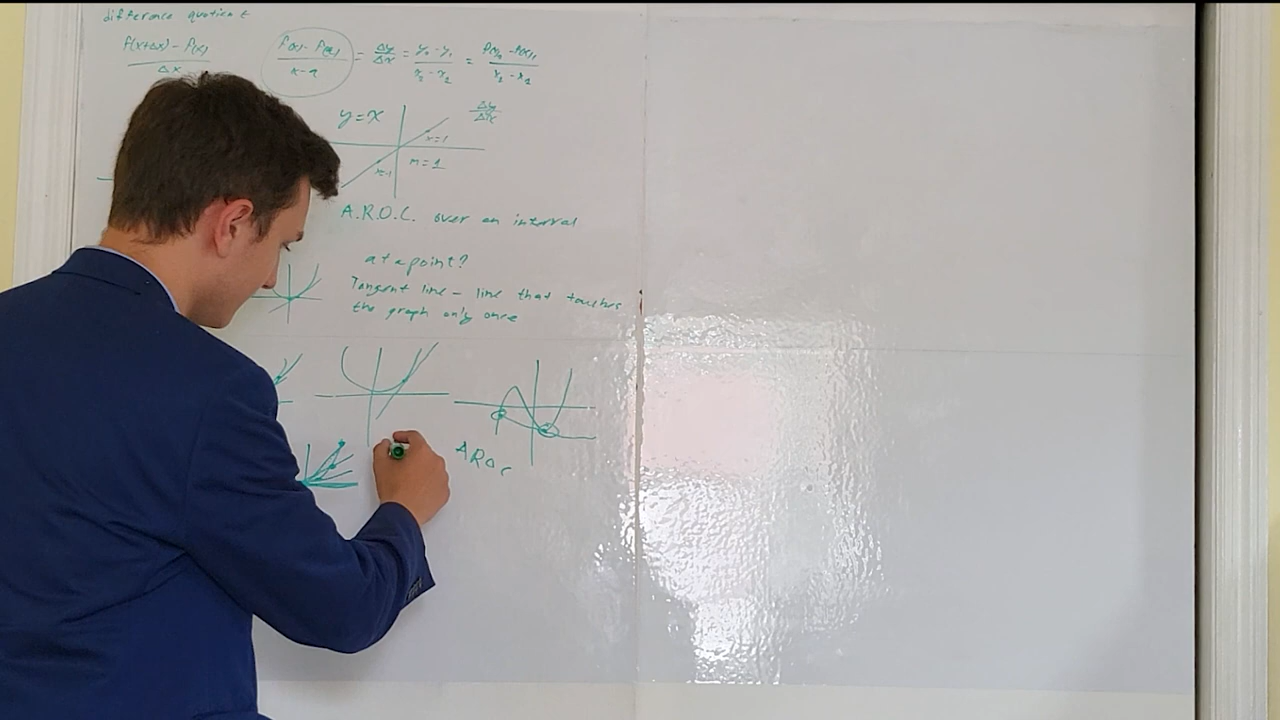 difference quotient
f(x+Δx) - f(x) / Δx
f(x) - f(a) / x-a = Δy / Δx = y₂ - y₁ / x₂ - x₁
y=x
Δy / Δx
x=1
x=-1
m=1
A.R.O.C. over an interval
at a point?
Tangent line - line that touches
the graph only once
AROC